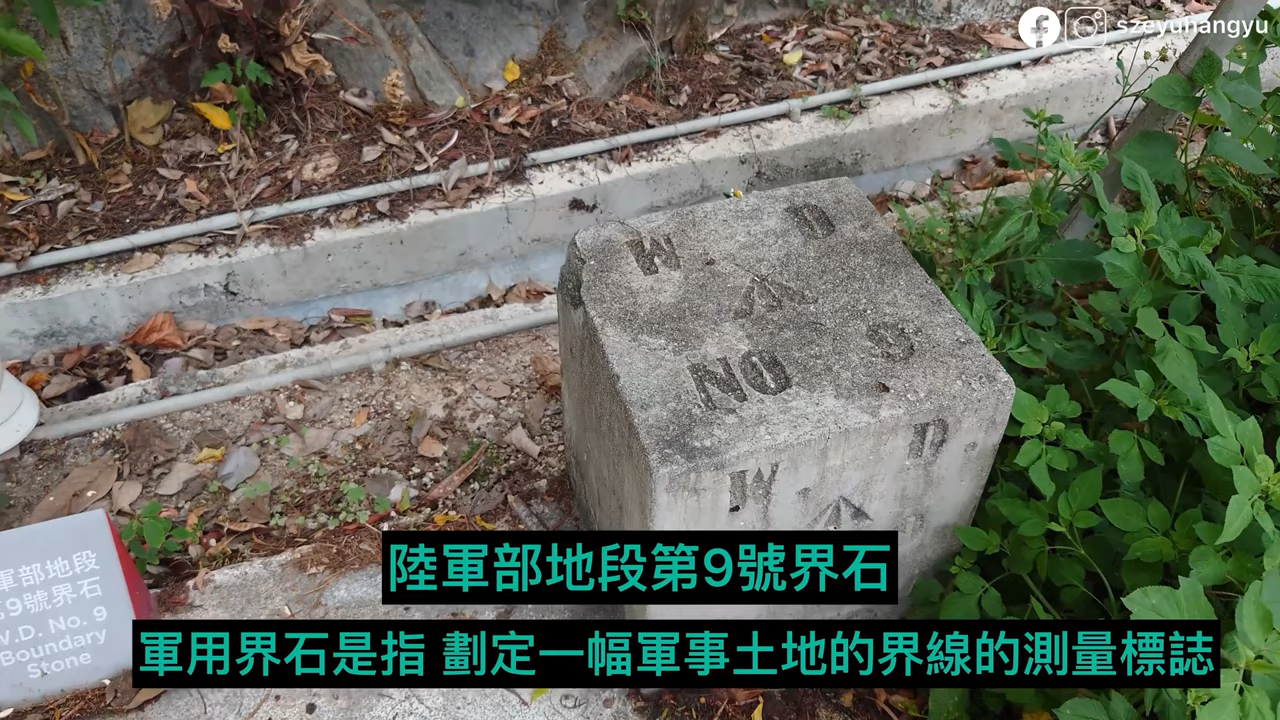 szeyuhangyu
W D
NO 9
W D.
軍部地段
9號界石
W.D. No. 9
Boundary
Stone
陸軍部地段第9號界石
軍用界石是指 劃定一幅軍事土地的界線的測量標誌